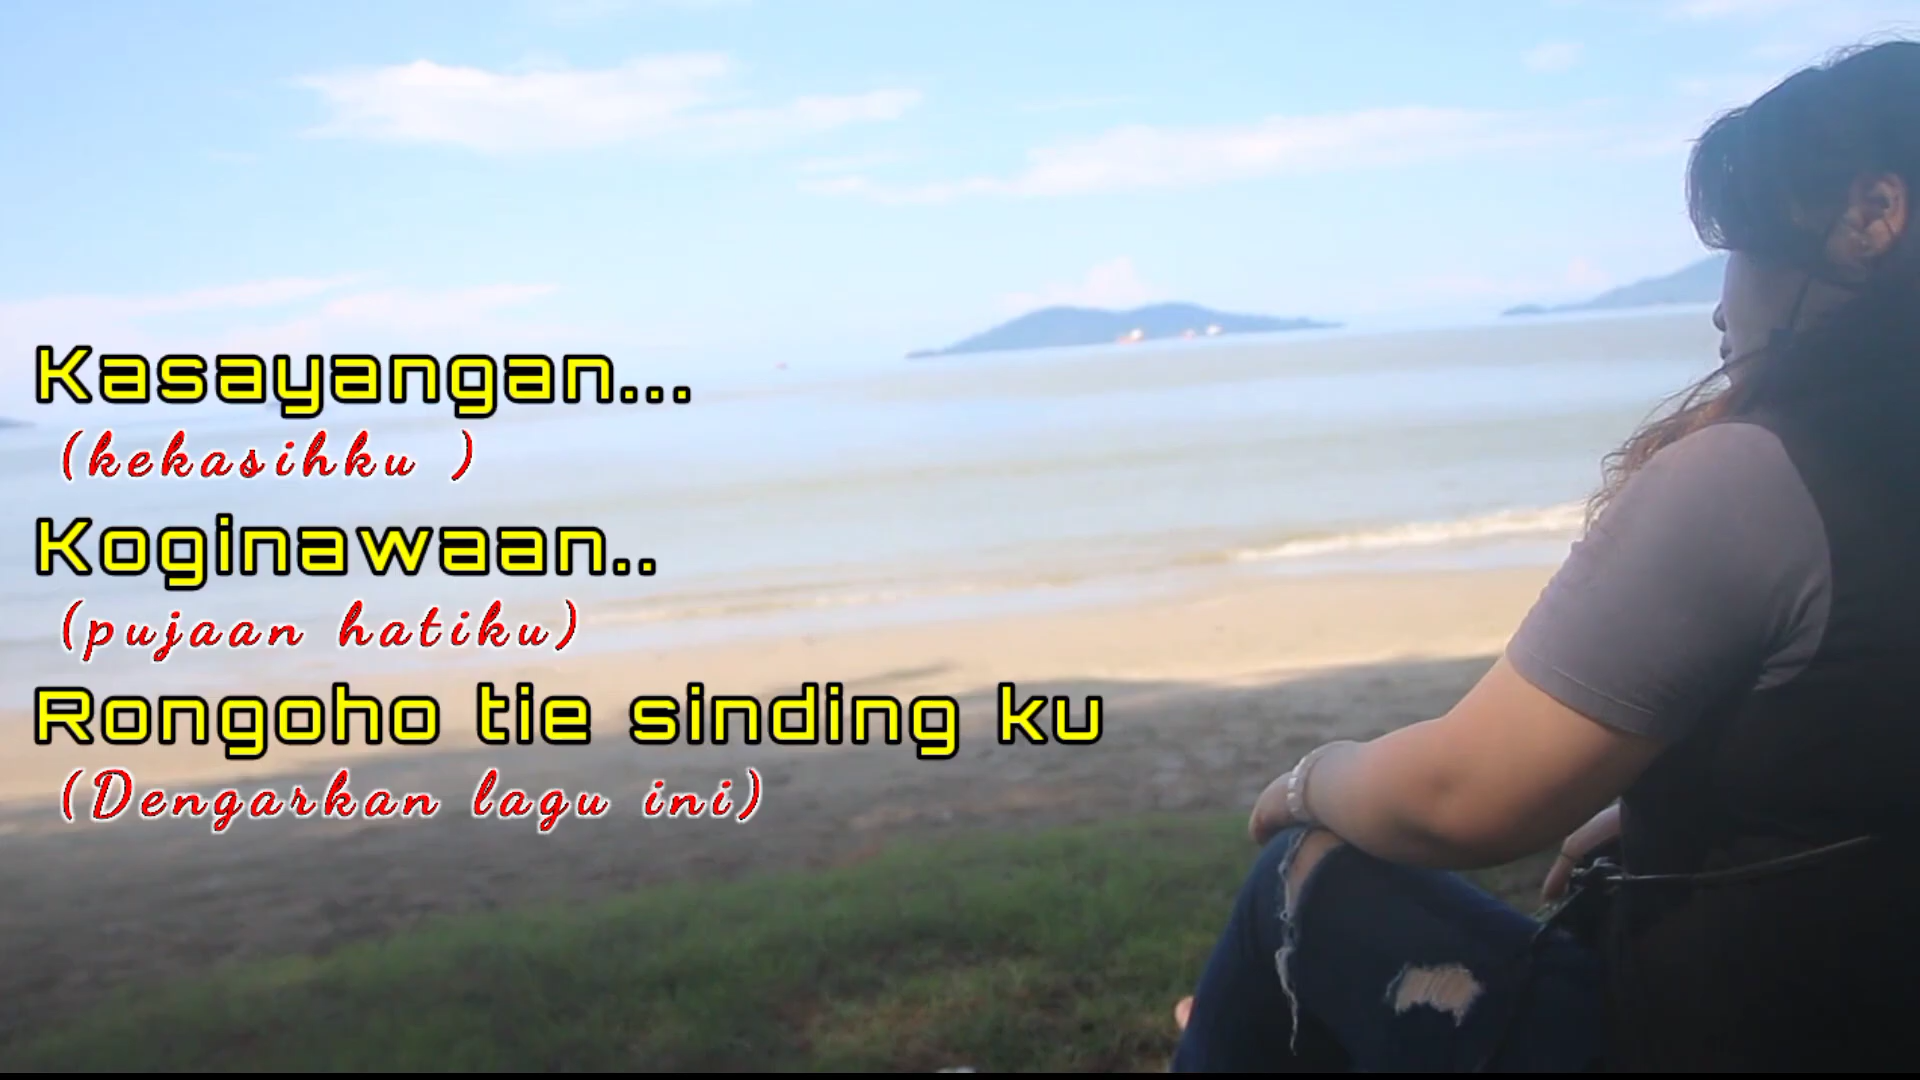 Kasayangan...
(kekasihku )
Koginawaan..
(pujaan hatiku)
Rongoho tie sinding ku
(Dengarkan lagu ini)